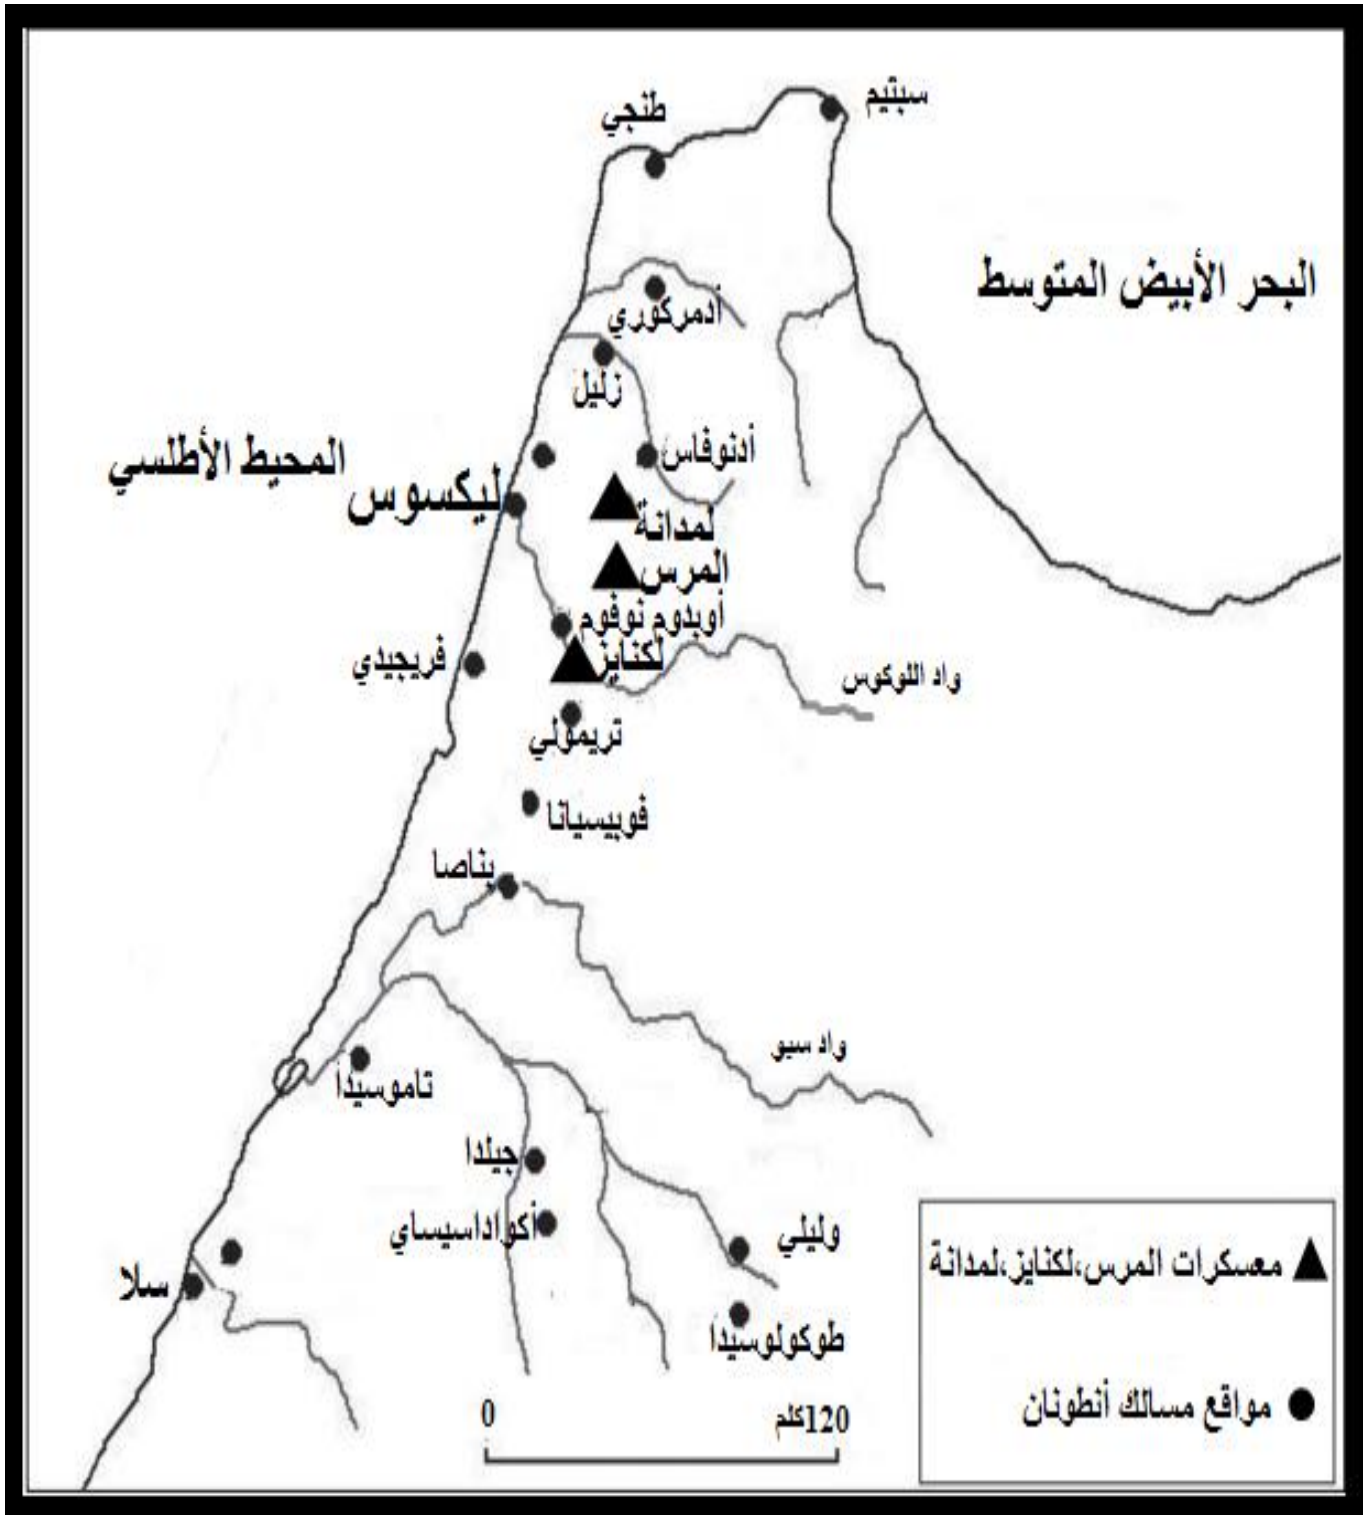 سبتيم
طنجي
البحر الأبيض المتوسط
أدمركوري
زليل
أدنوفاس
المحيط الأطلسي
ليكسوس
لمدانة
المرس
أوبدوم نوفوم
لكنايز
فريجيدي
واد اللوكوس
تريمولي
فوبيسيانا
بناصا
واد سبو
تاموسيدا
جيلدا
أكواداسيساي
وليلي
سلا
طوكولوسيدا
معسكرات المرس،لكنايز،لمدانة
مواقع مسالك أنطونان
0
120كلم